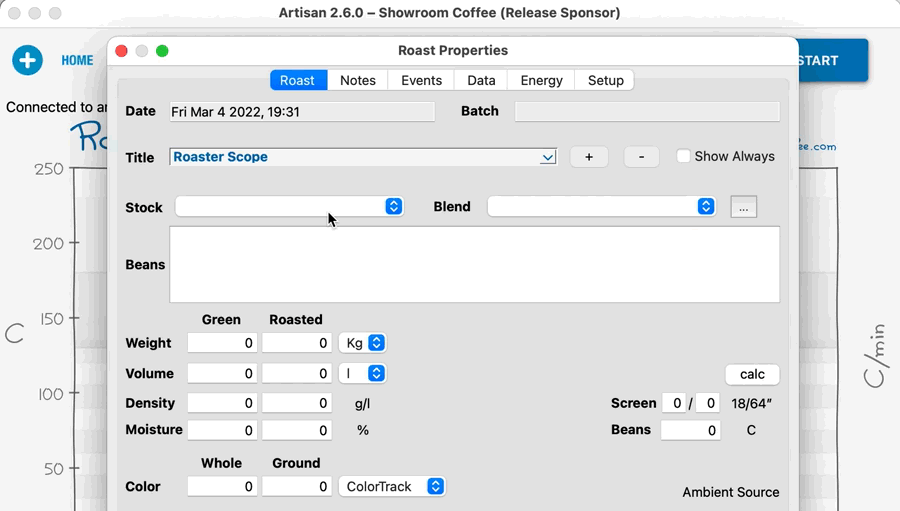 Artisan 2.6.0 – Showroom Coffee (Release Sponsor)
HOME
START
Roast Properties
Roast Notes Events Data Energy Setup
Connected to ar
Date Fri Mar 4 2022, 19:31 Batch
Title Roaster Scope + - Show Always
Stock Blend ...
Beans
Green Roasted
Weight 0 0 Kg
Volume 0 0 l calc
Density 0 0 g/l Screen 0 / 0 18/64″
Moisture 0 0 % Beans 0 C
Whole Ground
Color 0 0 ColorTrack
Ambient Source
Ro
ee.com
250
200
150
100
50
C
C/min